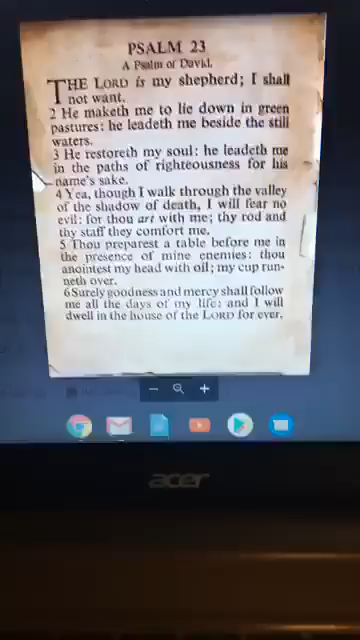 PSALM 23
A Psalm of David.
THE LORD is my shepherd; I shall
not want.
2 He maketh me to lie down in green
pastures: he leadeth me beside the still
waters.
3 He restoreth my soul: he leadeth me
in the paths of righteousness for his
name's sake.
4 Yea, though I walk through the valley
of the shadow of death, I will fear no
evil: for thou art with me; thy rod and
thy staff they comfort me.
5 Thou preparest a table before me in
the presence of mine enemies: thou
anointest my head with oil; my cup run-
neth over.
6 Surely goodness and mercy shall follow
me all the days of my life: and I will
dwell in the house of the LORD for ever.
acer